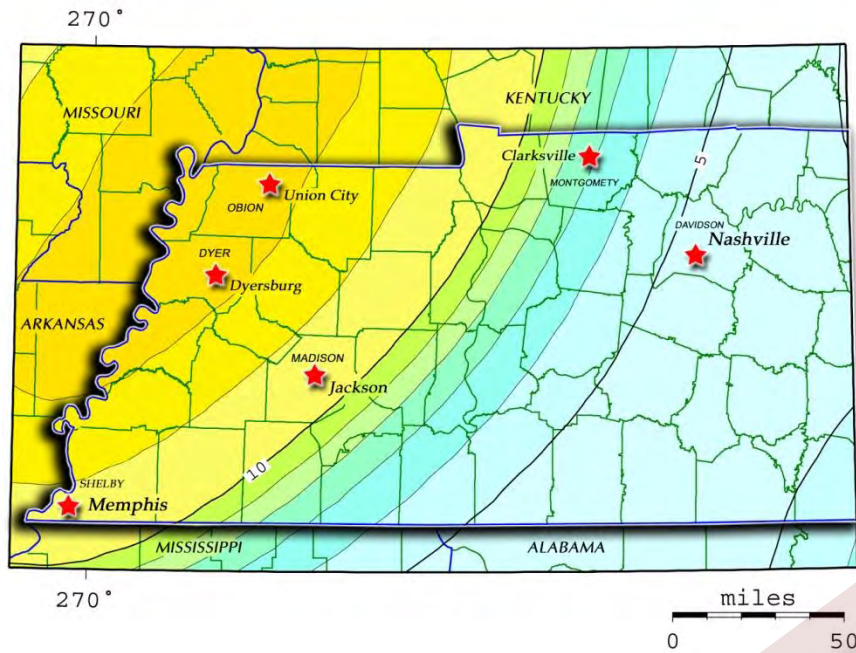 270°
MISSOURI
KENTUCKY
Clarksville
MONTGOMETY
5
Union City
OBION
DAVIDSON
Nashville
DYER
Dyersburg
ARKANSAS
MADISON
Jackson
10
SHELBY
Memphis
MISSISSIPPI
ALABAMA
270°
miles
0 50